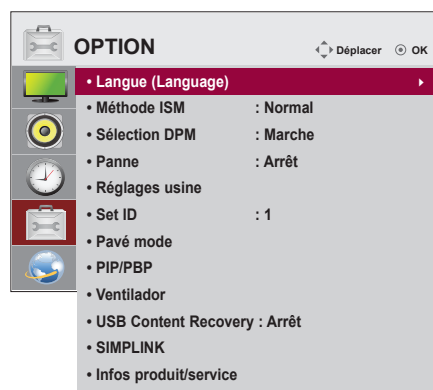 OPTION
Déplacer OK
• Langue (Language)
• Méthode ISM : Normal
• Sélection DPM : Marche
• Panne : Arrêt
• Réglages usine
• Set ID : 1
• Pavé mode
• PIP/PBP
• Ventilador
• USB Content Recovery : Arrêt
• SIMPLINK
• Infos produit/service